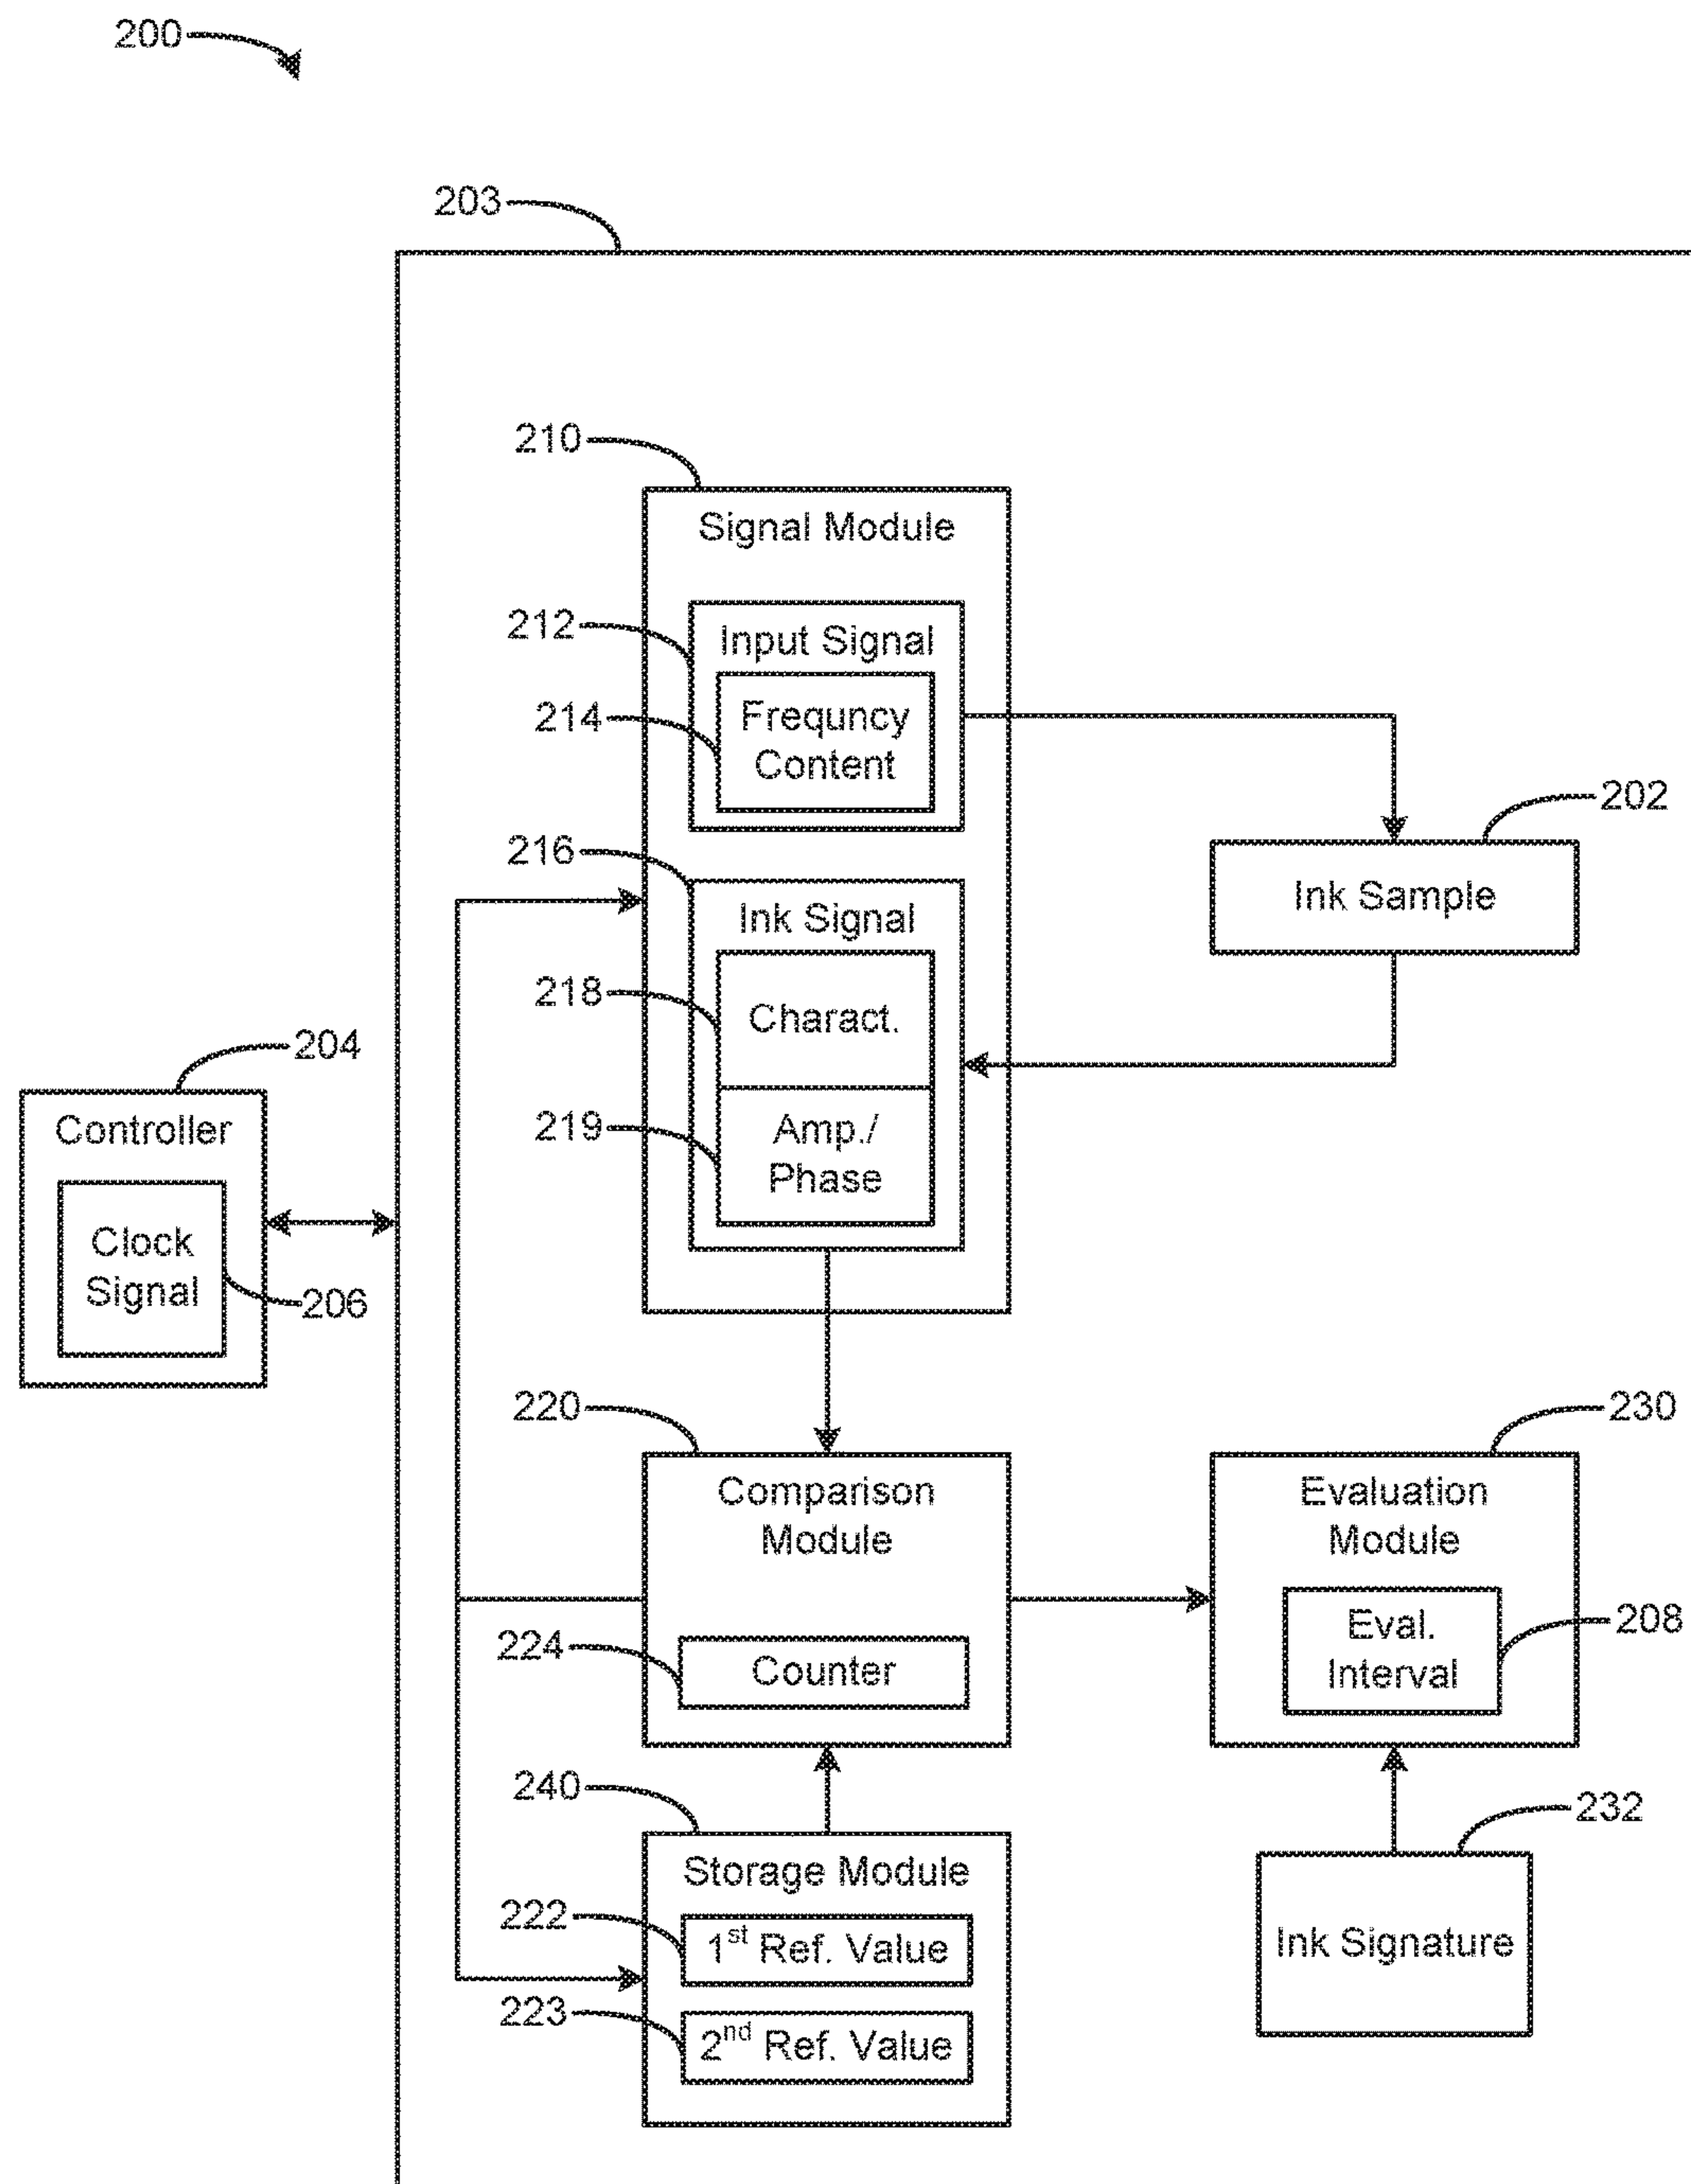 200
203
210
Signal Module
212
Input Signal
214
Frequncy
Content
202
Ink Sample
216
Ink Signal
218
Charact.
204
Controller
219
Amp./
Phase
Clock
Signal
206
220
Comparison
Module
230
Evaluation
Module
224
Counter
Eval.
Interval
208
240
Storage Module
232
222
1st Ref. Value
Ink Signature
223
2nd Ref. Value